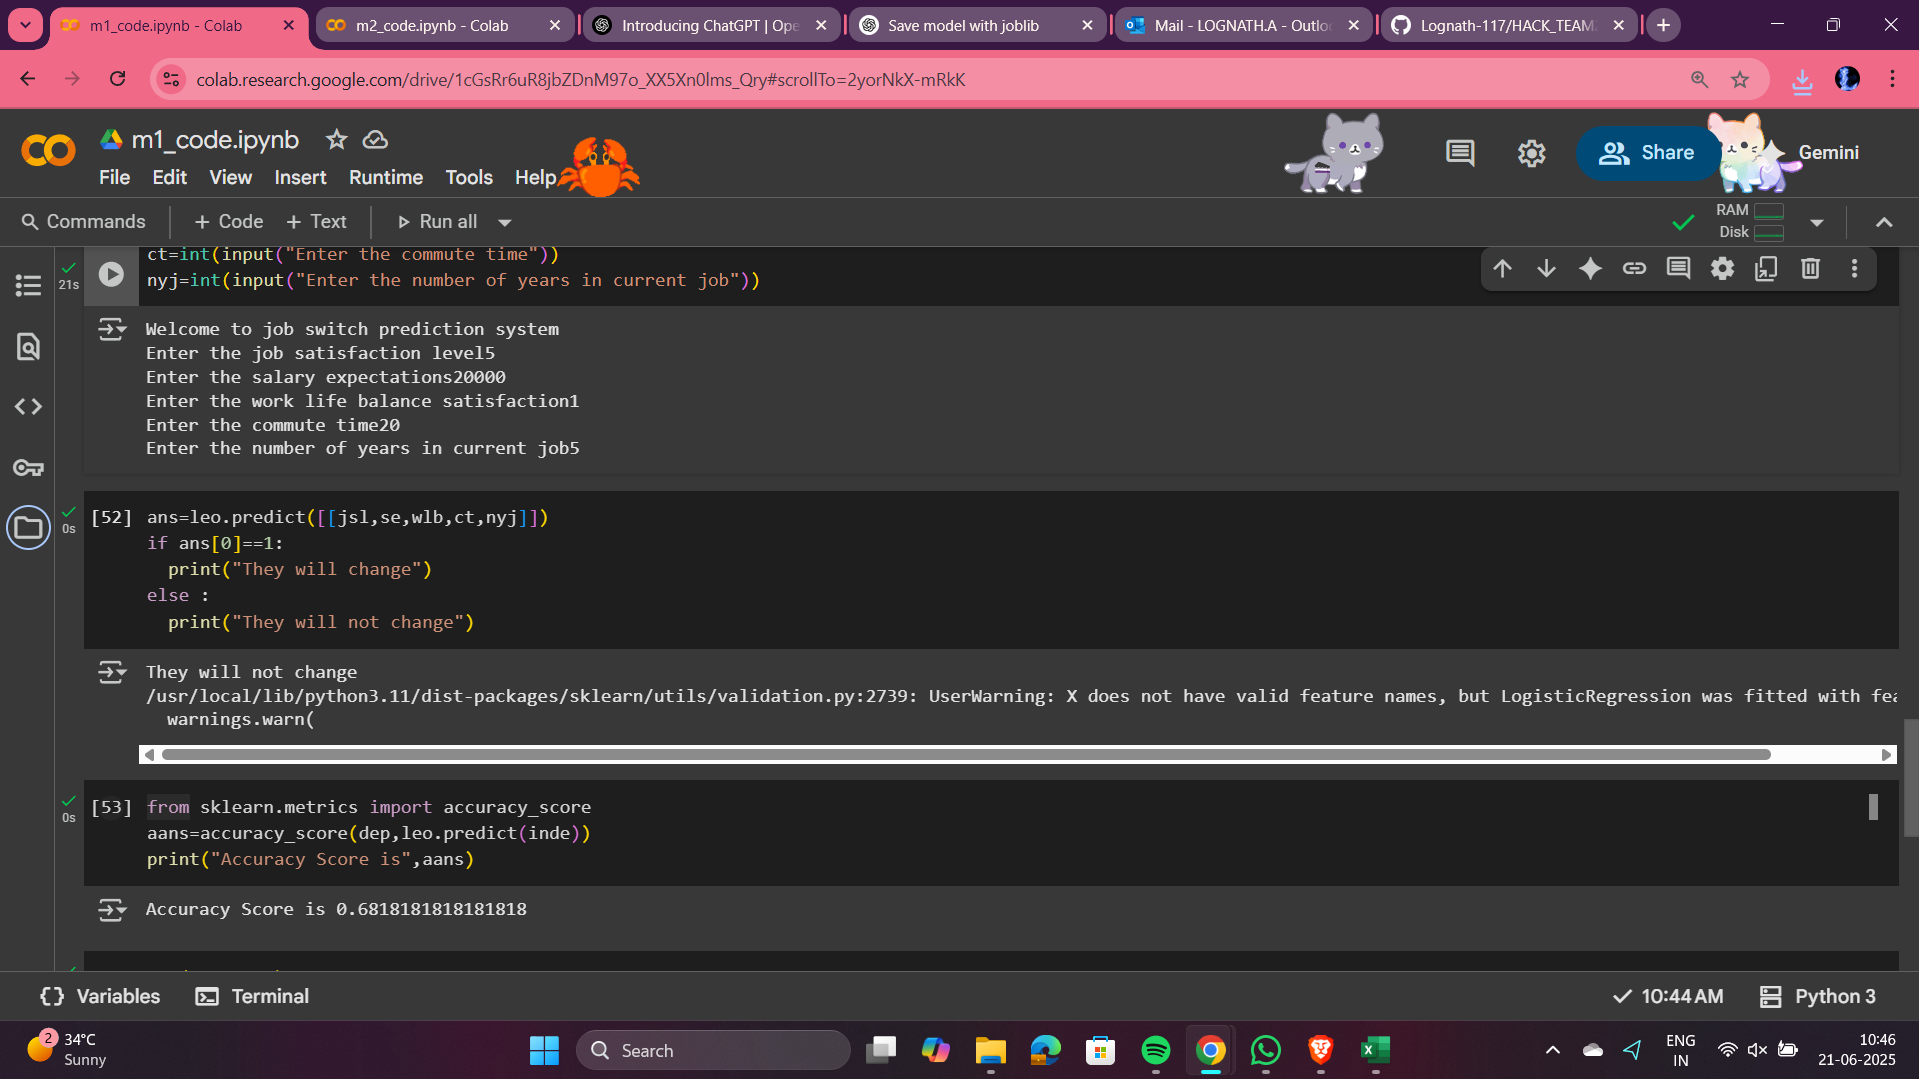 m1_code.ipynb - Colab
m2_code.ipynb - Colab
Introducing ChatGPT | Ope
Save model with joblib
Mail - LOGNATH.A - Outlo
Lognath-117/HACK_TEAM
colab.research.google.com/drive/1cGsRr6uR8jbZDnM97o_XX5Xn0lms_Qry#scrollTo=2yorNkX-mRkK
m1_code.ipynb
Share
Gemini
File Edit View Insert Runtime Tools Help
Commands + Code + Text Run all
RAM
Disk
21s
ct=int(input("Enter the commute time"))
nyj=int(input("Enter the number of years in current job"))
Welcome to job switch prediction system
Enter the job satisfaction level5
Enter the salary expectations20000
Enter the work life balance satisfaction1
Enter the commute time20
Enter the number of years in current job5
0s
[52] ans=leo.predict([[jsl,se,wlb,ct,nyj]])
if ans[0]==1:
print("They will change")
else :
print("They will not change")
They will not change
/usr/local/lib/python3.11/dist-packages/sklearn/utils/validation.py:2739: UserWarning: X does not have valid feature names, but LogisticRegression was fitted with fea
warnings.warn(
0s
[53] from sklearn.metrics import accuracy_score
aans=accuracy_score(dep,leo.predict(inde))
print("Accuracy Score is",aans)
Accuracy Score is 0.6818181818181818
{} Variables Terminal
10:44 AM Python 3
2
34°C
Sunny
Search
ENG
IN
10:46
21-06-2025